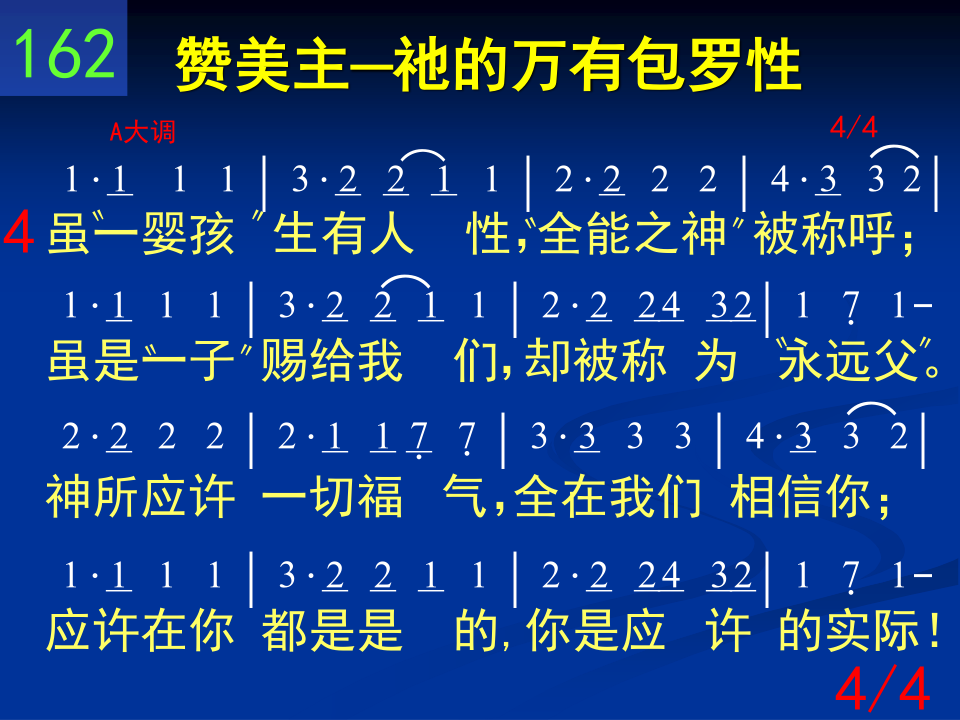 162
赞美主—祂的万有包罗性
A大调 4/4
1·1 1 1 | 3·2 2 1 1 | 2·2 2 2 | 4·3 3 2 |
4 虽“一婴孩”生有人 性，“全能之神”被称呼；
1·1 1 1 | 3·2 2 1 1 | 2·2 24 32 | 1 7̣ 1–
虽是“一子”赐给我 们，却被称 为 “永远父”。
2·2 2 2 | 2·1 1 7̣ 7̣ | 3·3 3 3 | 4·3 3 2 |
神所应许 一切福 气，全在我们 相信你；
1·1 1 1 | 3·2 2 1 1 | 2·2 24 32 | 1 7̣ 1–
应许在你 都是是 的,你是应 许 的实际！
4/4